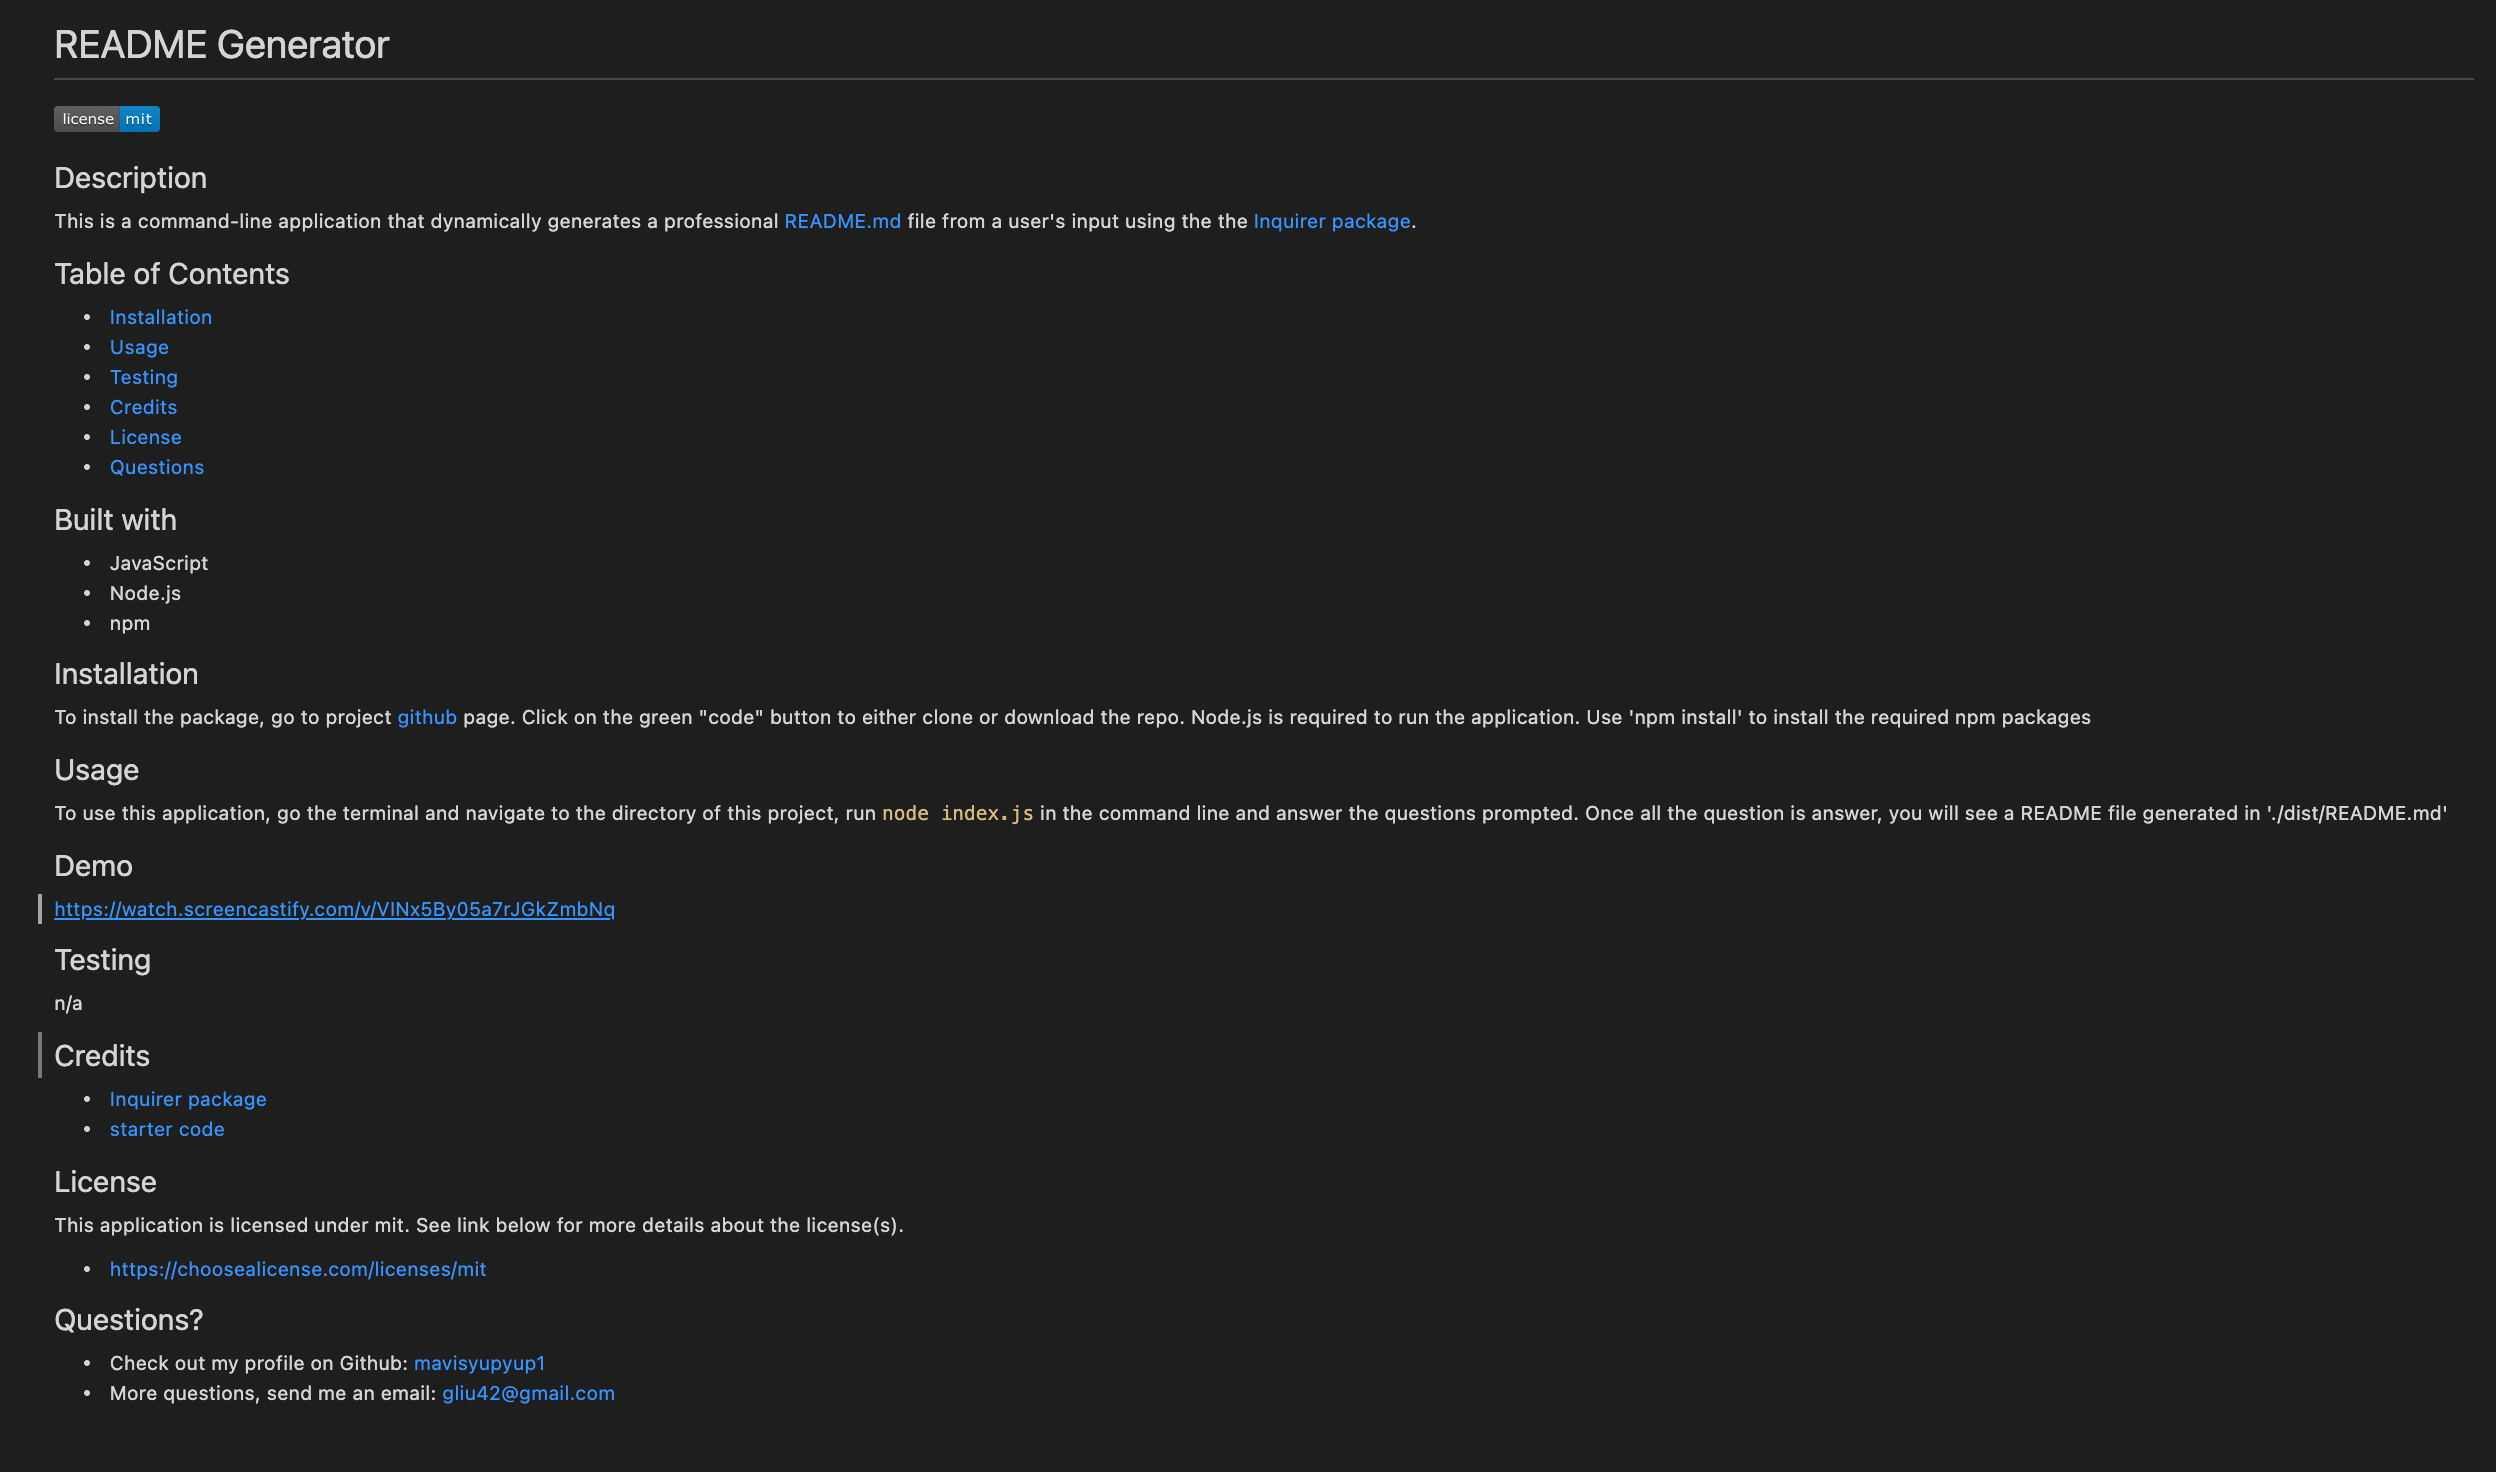 README Generator
license mit
Description
This is a command-line application that dynamically generates a professional README.md file from a user's input using the the Inquirer package.
Table of Contents
• Installation
• Usage
• Testing
• Credits
• License
• Questions
Built with
• JavaScript
• Node.js
• npm
Installation
To install the package, go to project github page. Click on the green "code" button to either clone or download the repo. Node.js is required to run the application. Use 'npm install' to install the required npm packages
Usage
To use this application, go the terminal and navigate to the directory of this project, run node index.js in the command line and answer the questions prompted. Once all the question is answer, you will see a README file generated in './dist/README.md'
Demo
https://watch.screencastify.com/v/VINx5By05a7rJGkZmbNq
Testing
n/a
Credits
• Inquirer package
• starter code
License
This application is licensed under mit. See link below for more details about the license(s).
• https://choosealicense.com/licenses/mit
Questions?
• Check out my profile on Github: mavisyupyup1
• More questions, send me an email: gliu42@gmail.com